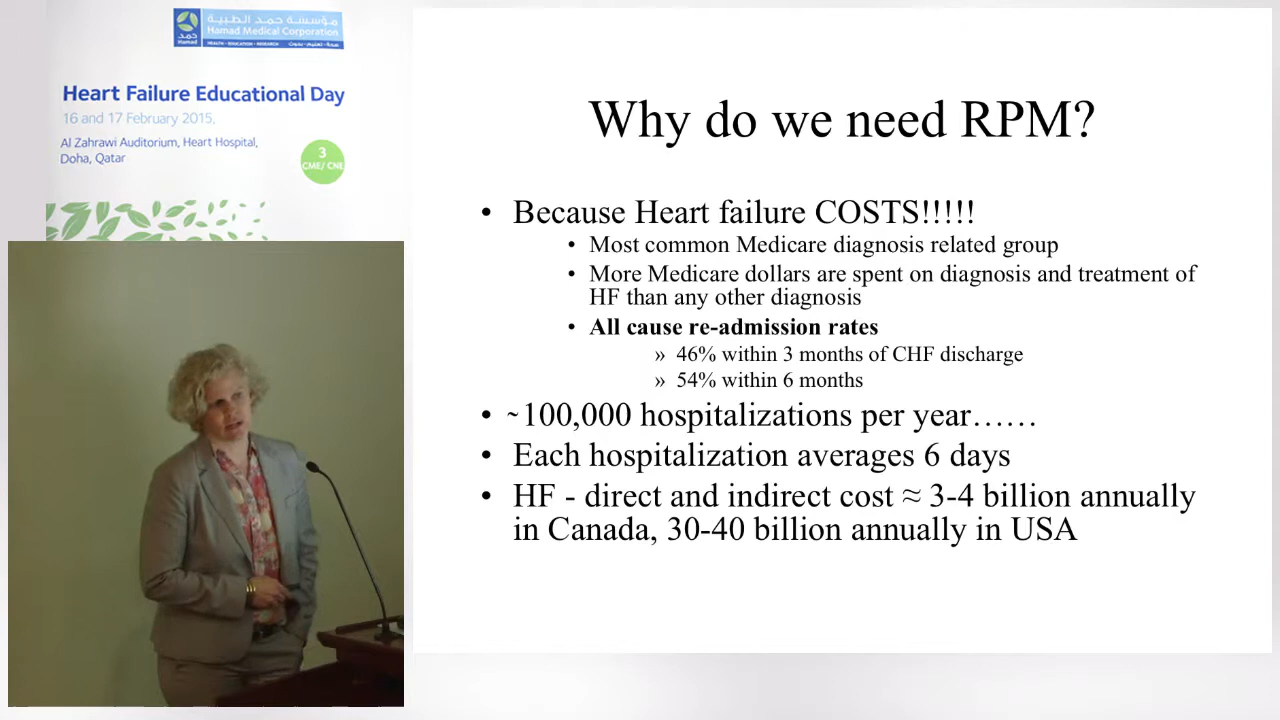 مؤسسة حمد الطبية
Hamad Medical Corporation
حمد
Hamad
HEALTH • EDUCATION • RESEARCH صحة • تعليم • بحوث
Heart Failure Educational Day
16 and 17 February 2015,
Al Zahrawi Auditorium, Heart Hospital,
Doha, Qatar
3
CME/ CNE
Why do we need RPM?
• Because Heart failure COSTS!!!!!
• Most common Medicare diagnosis related group
• More Medicare dollars are spent on diagnosis and treatment of
HF than any other diagnosis
• All cause re-admission rates
» 46% within 3 months of CHF discharge
» 54% within 6 months
• ~100,000 hospitalizations per year……
• Each hospitalization averages 6 days
• HF - direct and indirect cost ≈ 3-4 billion annually
in Canada, 30-40 billion annually in USA